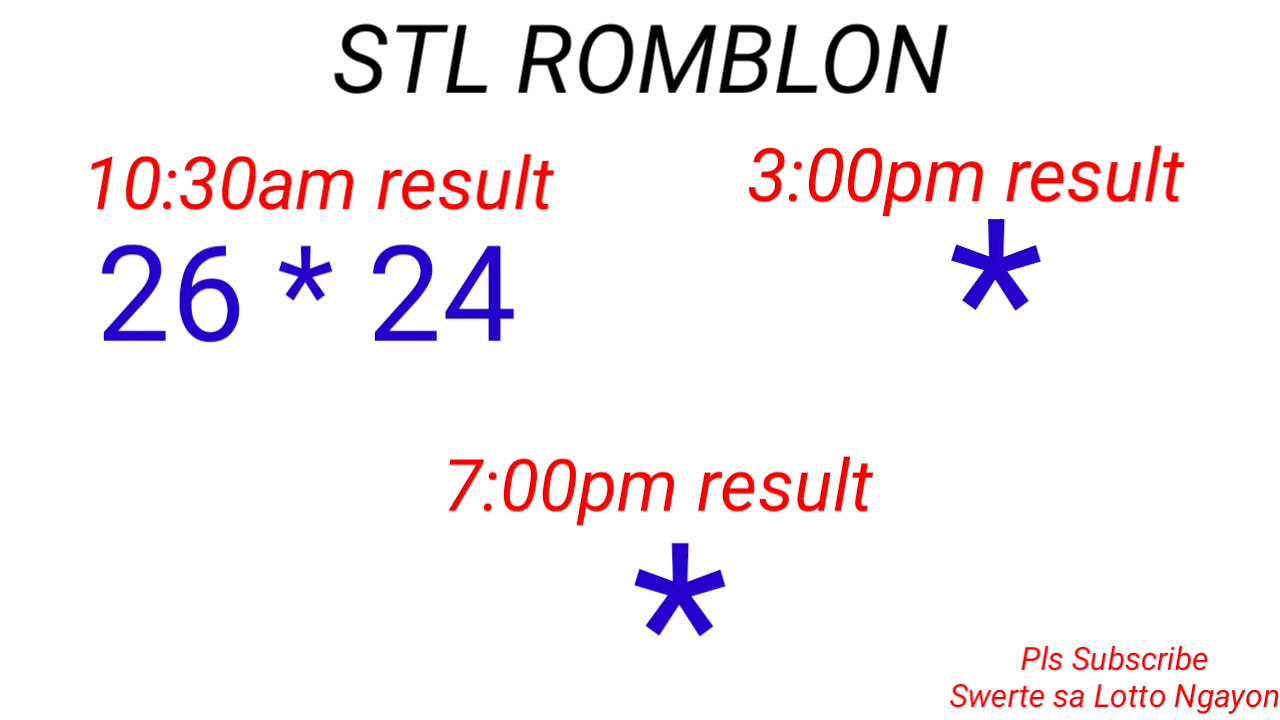 STL ROMBLON
10:30am result
26 * 24
3:00pm result
*
7:00pm result
*
Pls Subscribe
Swerte sa Lotto Ngayon